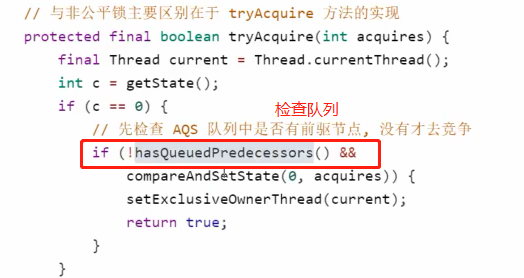 // 与非公平锁主要区别在于 tryAcquire 方法的实现
protected final boolean tryAcquire(int acquires) {
final Thread current = Thread.currentThread();
int c = getState();
if (c == 0) {
检查队列
// 先检查 AQS 队列中是否有前驱节点, 没有才去竞争
if (!hasQueuedPredecessors() &&
compareAndSetState(0, acquires)) {
setExclusiveOwnerThread(current);
return true;
}
}